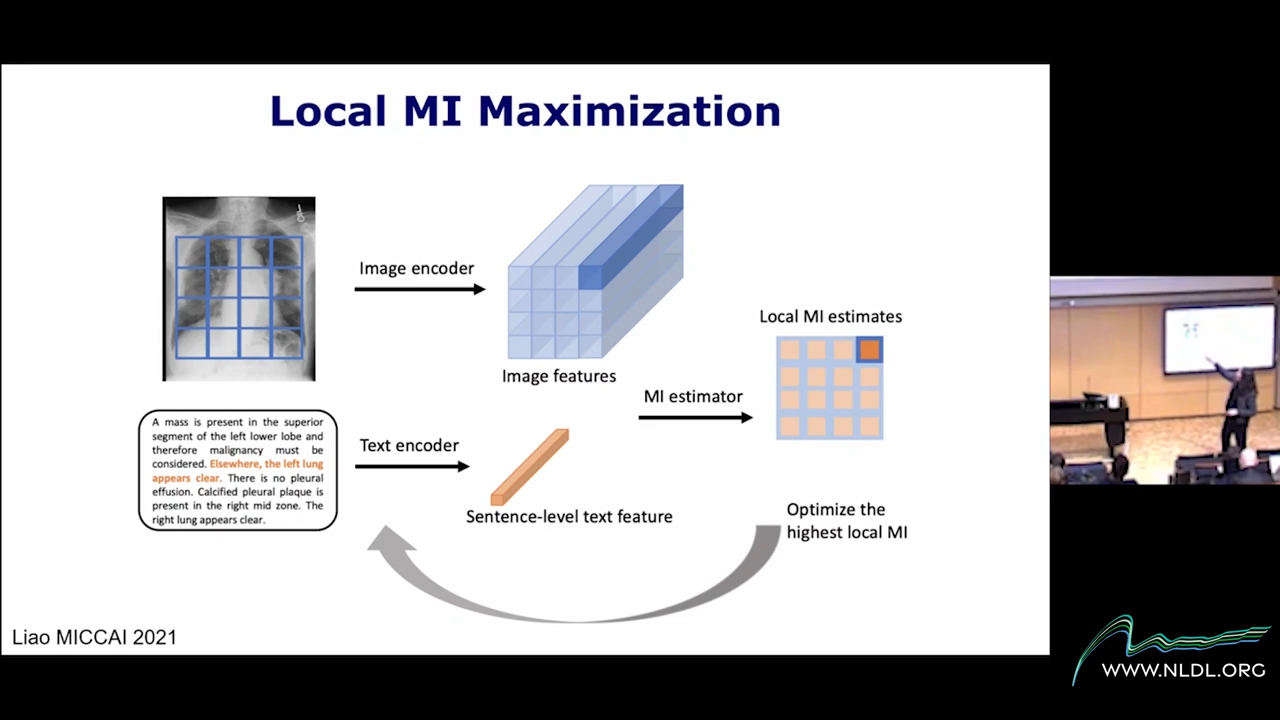 Local MI Maximization
Image encoder
Image features
A mass is present in the superior
segment of the left lower lobe and
therefore malignancy must be
considered. Elsewhere, the left lung
appears clear. There is no pleural
effusion. Calcified pleural plaque is
present in the right mid zone. The
right lung appears clear.
Text encoder
Sentence-level text feature
MI estimator
Local MI estimates
Optimize the
highest local MI
Liao MICCAI 2021
WWW.NLDL.ORG